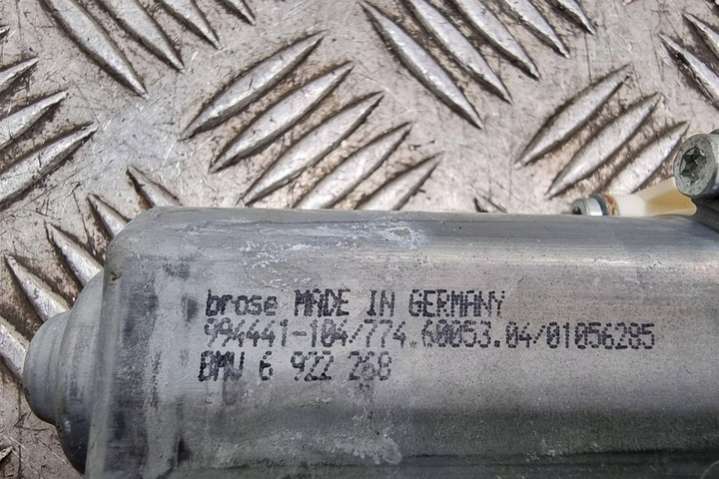 brose MADE IN GERMANY
994441-104/774.60053.04/01056285
BMW 6 922 268